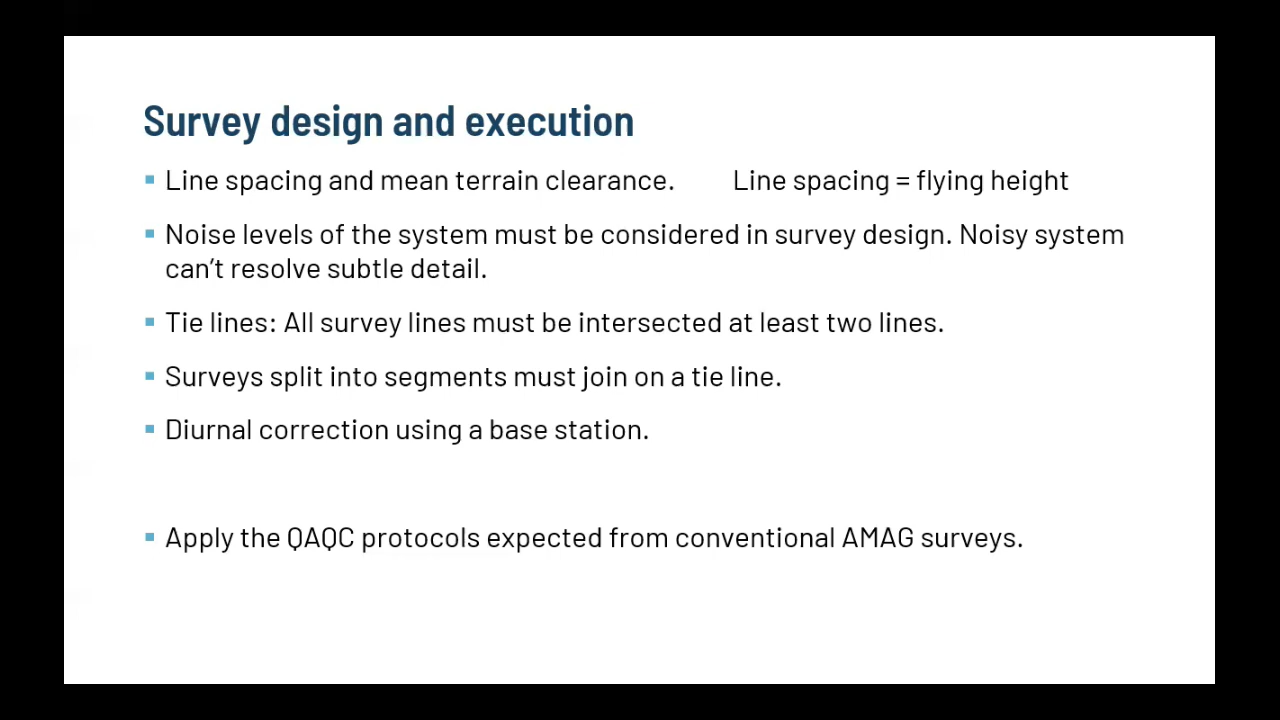 Survey design and execution
▪ Line spacing and mean terrain clearance. Line spacing = flying height
▪ Noise levels of the system must be considered in survey design. Noisy system
can't resolve subtle detail.
▪ Tie lines: All survey lines must be intersected at least two lines.
▪ Surveys split into segments must join on a tie line.
▪ Diurnal correction using a base station.
▪ Apply the QAQC protocols expected from conventional AMAG surveys.